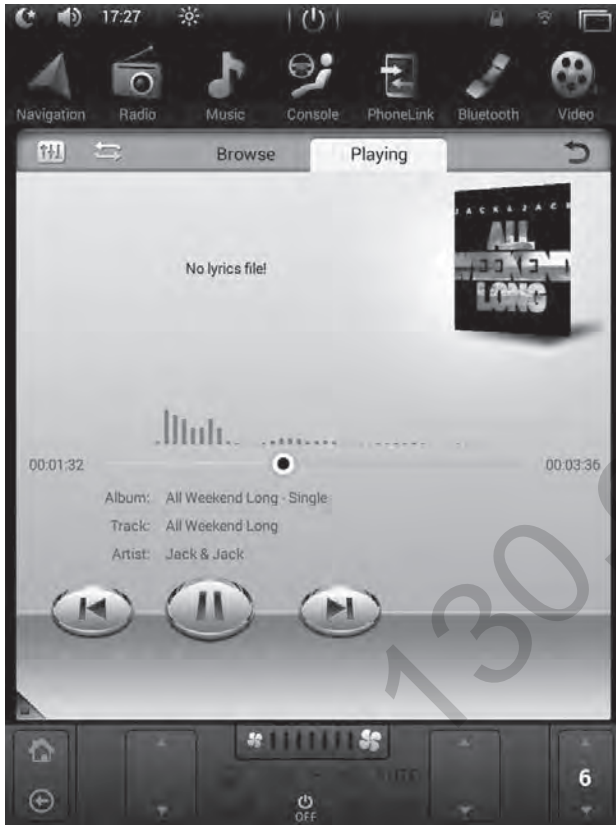 17:27
Navigation Radio Music Console PhoneLink Bluetooth Video
Browse Playing
JACK & JACK
ALL
WEEKEND
LONG
No lyrics file!
00:01:32 00:03:36
Album: All Weekend Long - Single
Track: All Weekend Long
Artist: Jack & Jack
130.
6
OFF